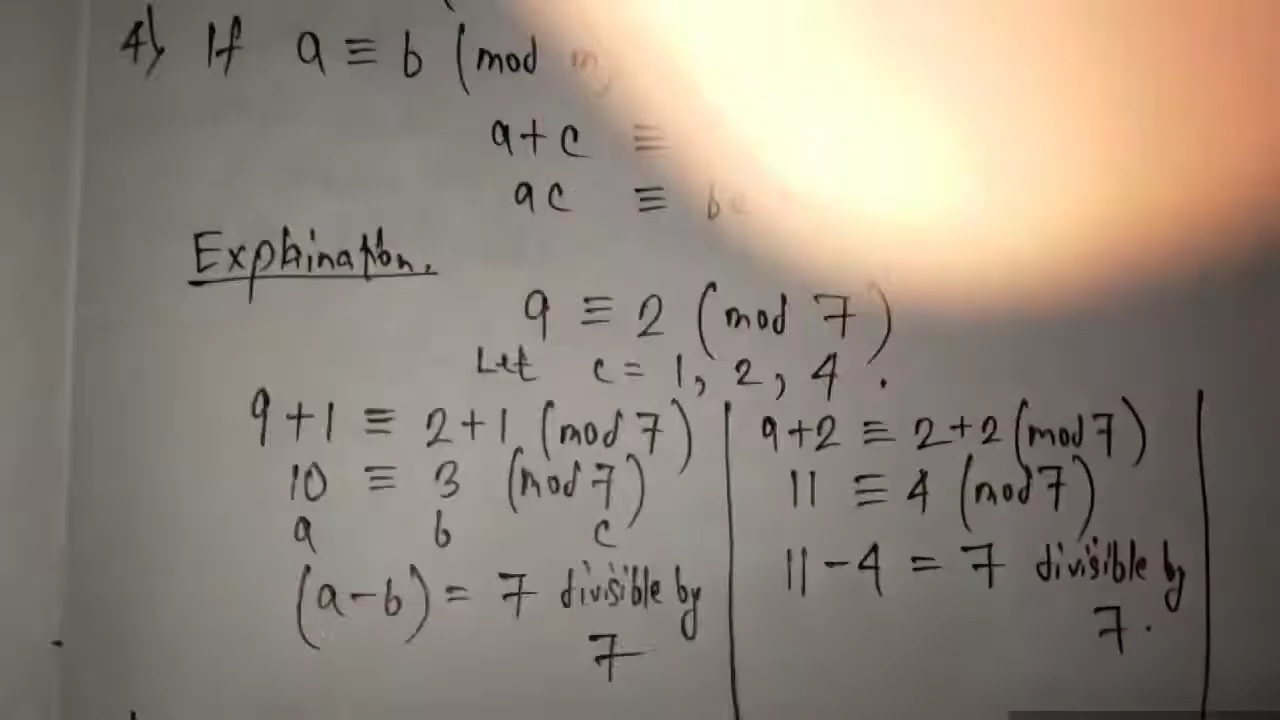 4) If a ≡ b (mod m
a+c ≡
ac ≡ bc
Explaination.
9 ≡ 2 (mod 7)
Let c = 1, 2, 4.
9+1 ≡ 2+1 (mod 7)
10 ≡ 3 (mod 7)
a b c
(a-b) = 7 divisible by
7
9+2 ≡ 2+2 (mod 7)
11 ≡ 4 (mod 7)
11-4 = 7 divisible by
7.